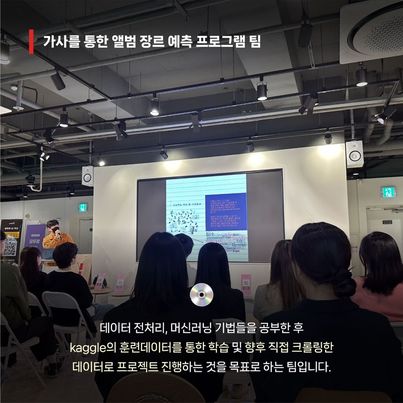 가사를 통한 앨범 장르 예측 프로그램 팀
데이터 전처리, 머신러닝 기법들을 공부한 후
kaggle의 훈련데이터를 통한 학습 및 향후 직접 크롤링한
데이터로 프로젝트 진행하는 것을 목표로 하는 팀입니다.